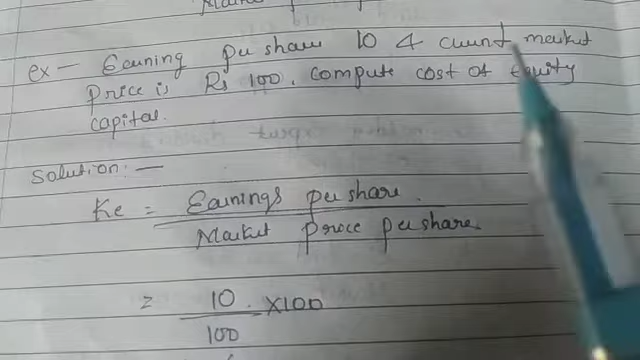 ex - Earning per share 10 & current market
price is Rs 100. compute cost of equity
capital.
Solution: —
Ke = Earnings per share.
Market price per share.
= 10 ×100
100